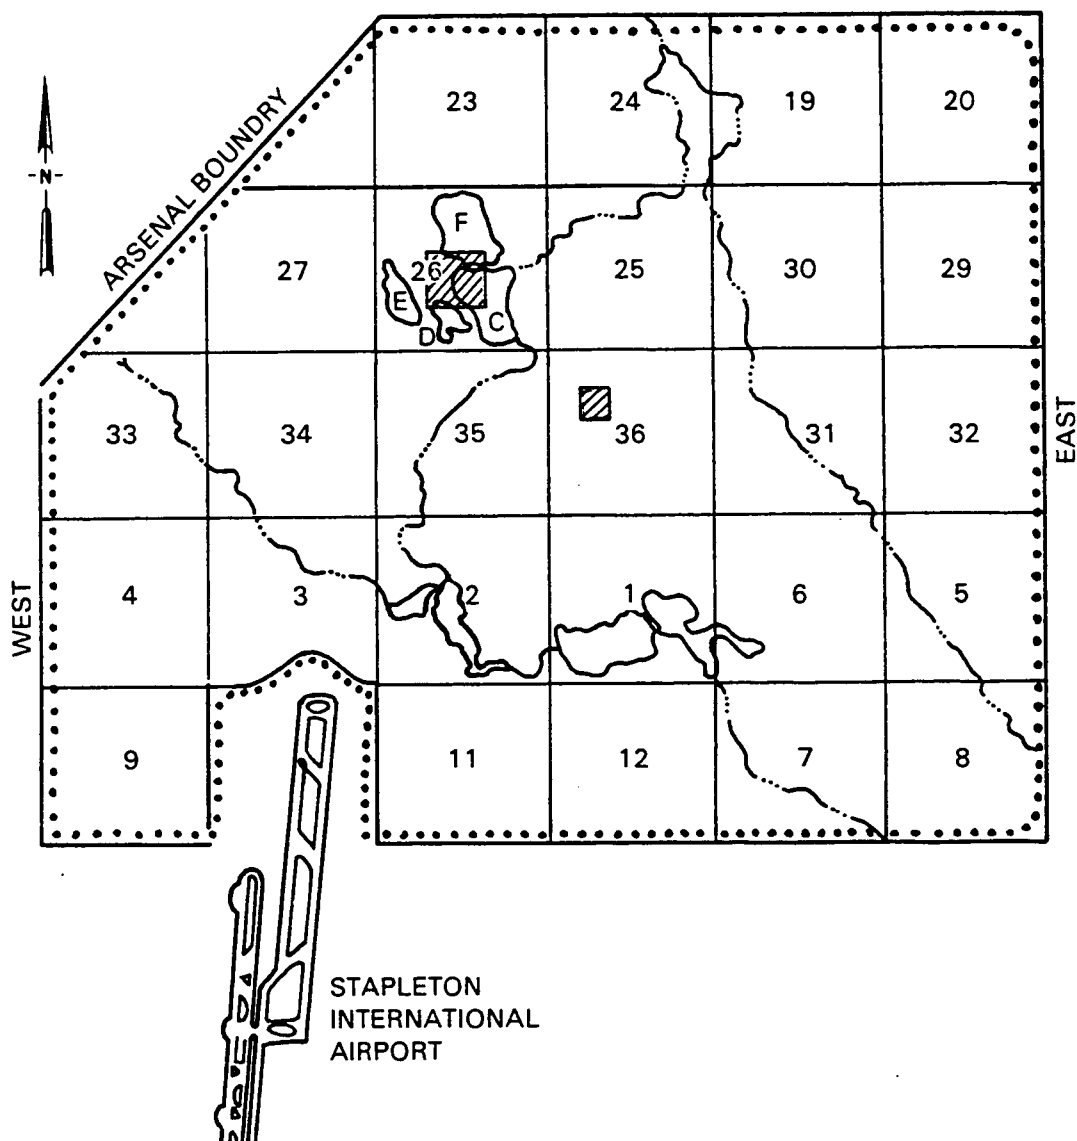 23 24 19 20
ARSENAL BOUNDRY
-N-
F
27 26 25 30 29
E
C
D
33 34 35 36 31 32
EAST
WEST
4 3 2 1 6 5
9 11 12 7 8
STAPLETON
INTERNATIONAL
AIRPORT